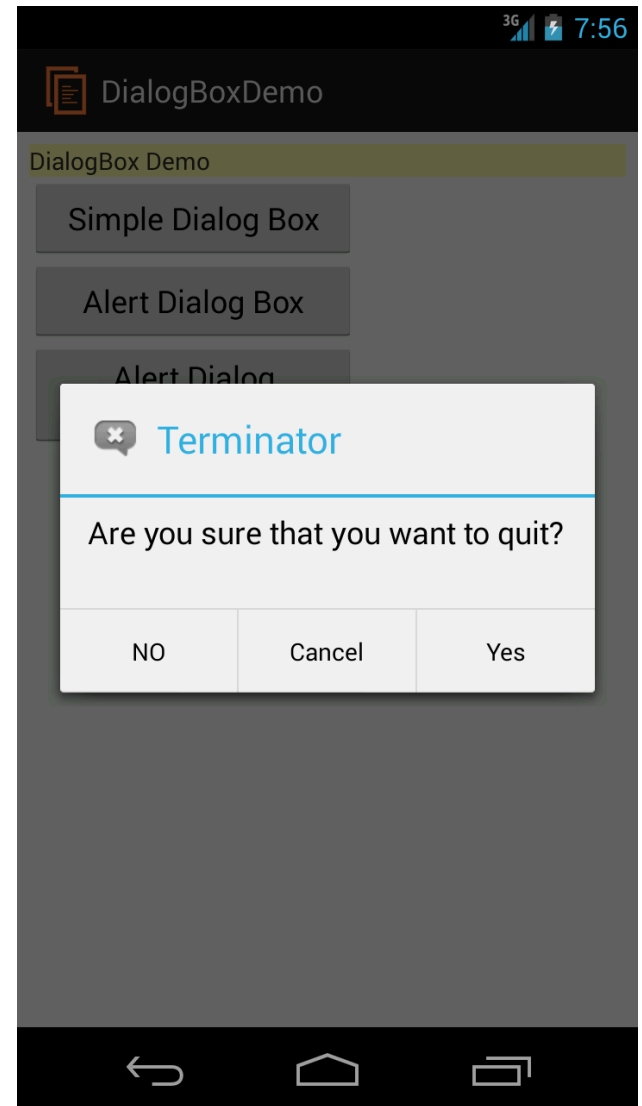 3G 7:56
DialogBoxDemo
DialogBox Demo
Simple Dialog Box
Alert Dialog Box
Alert Dialog
Terminator
Are you sure that you want to quit?
NO Cancel Yes